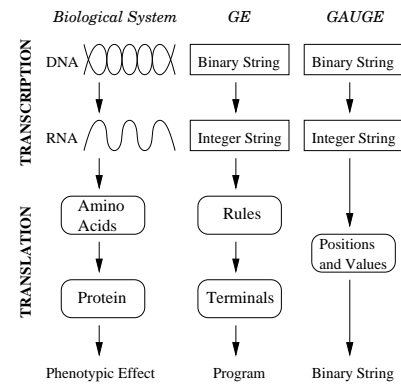 Biological System GE GAUGE
TRANSCRIPTION
DNA Binary String Binary String
RNA Integer String Integer String
TRANSLATION
Amino
Acids
Rules
Positions
and Values
Protein Terminals
Phenotypic Effect Program Binary String